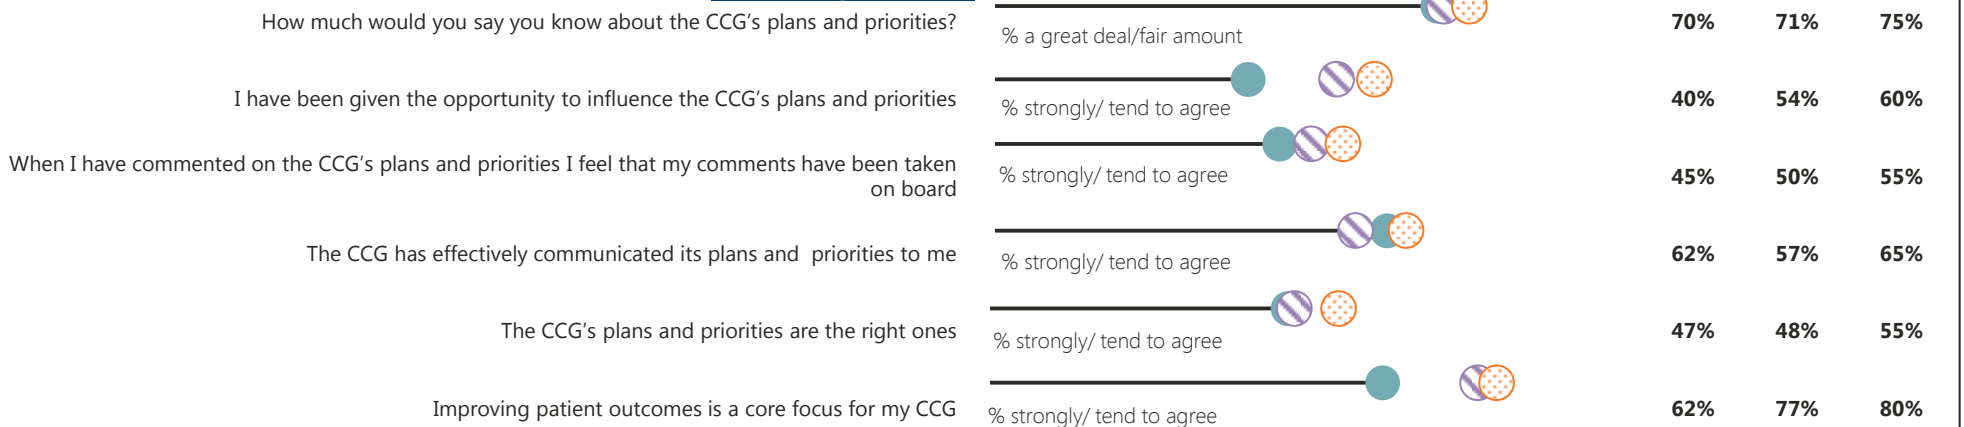 How much would you say you know about the CCG’s plans and priorities?
% a great deal/fair amount
70% 71% 75%
I have been given the opportunity to influence the CCG’s plans and priorities
% strongly/ tend to agree
40% 54% 60%
When I have commented on the CCG’s plans and priorities I feel that my comments have been taken
on board
% strongly/ tend to agree
45% 50% 55%
The CCG has effectively communicated its plans and  priorities to me
% strongly/ tend to agree
62% 57% 65%
The CCG’s plans and priorities are the right ones
% strongly/ tend to agree
47% 48% 55%
Improving patient outcomes is a core focus for my CCG
% strongly/ tend to agree
62% 77% 80%